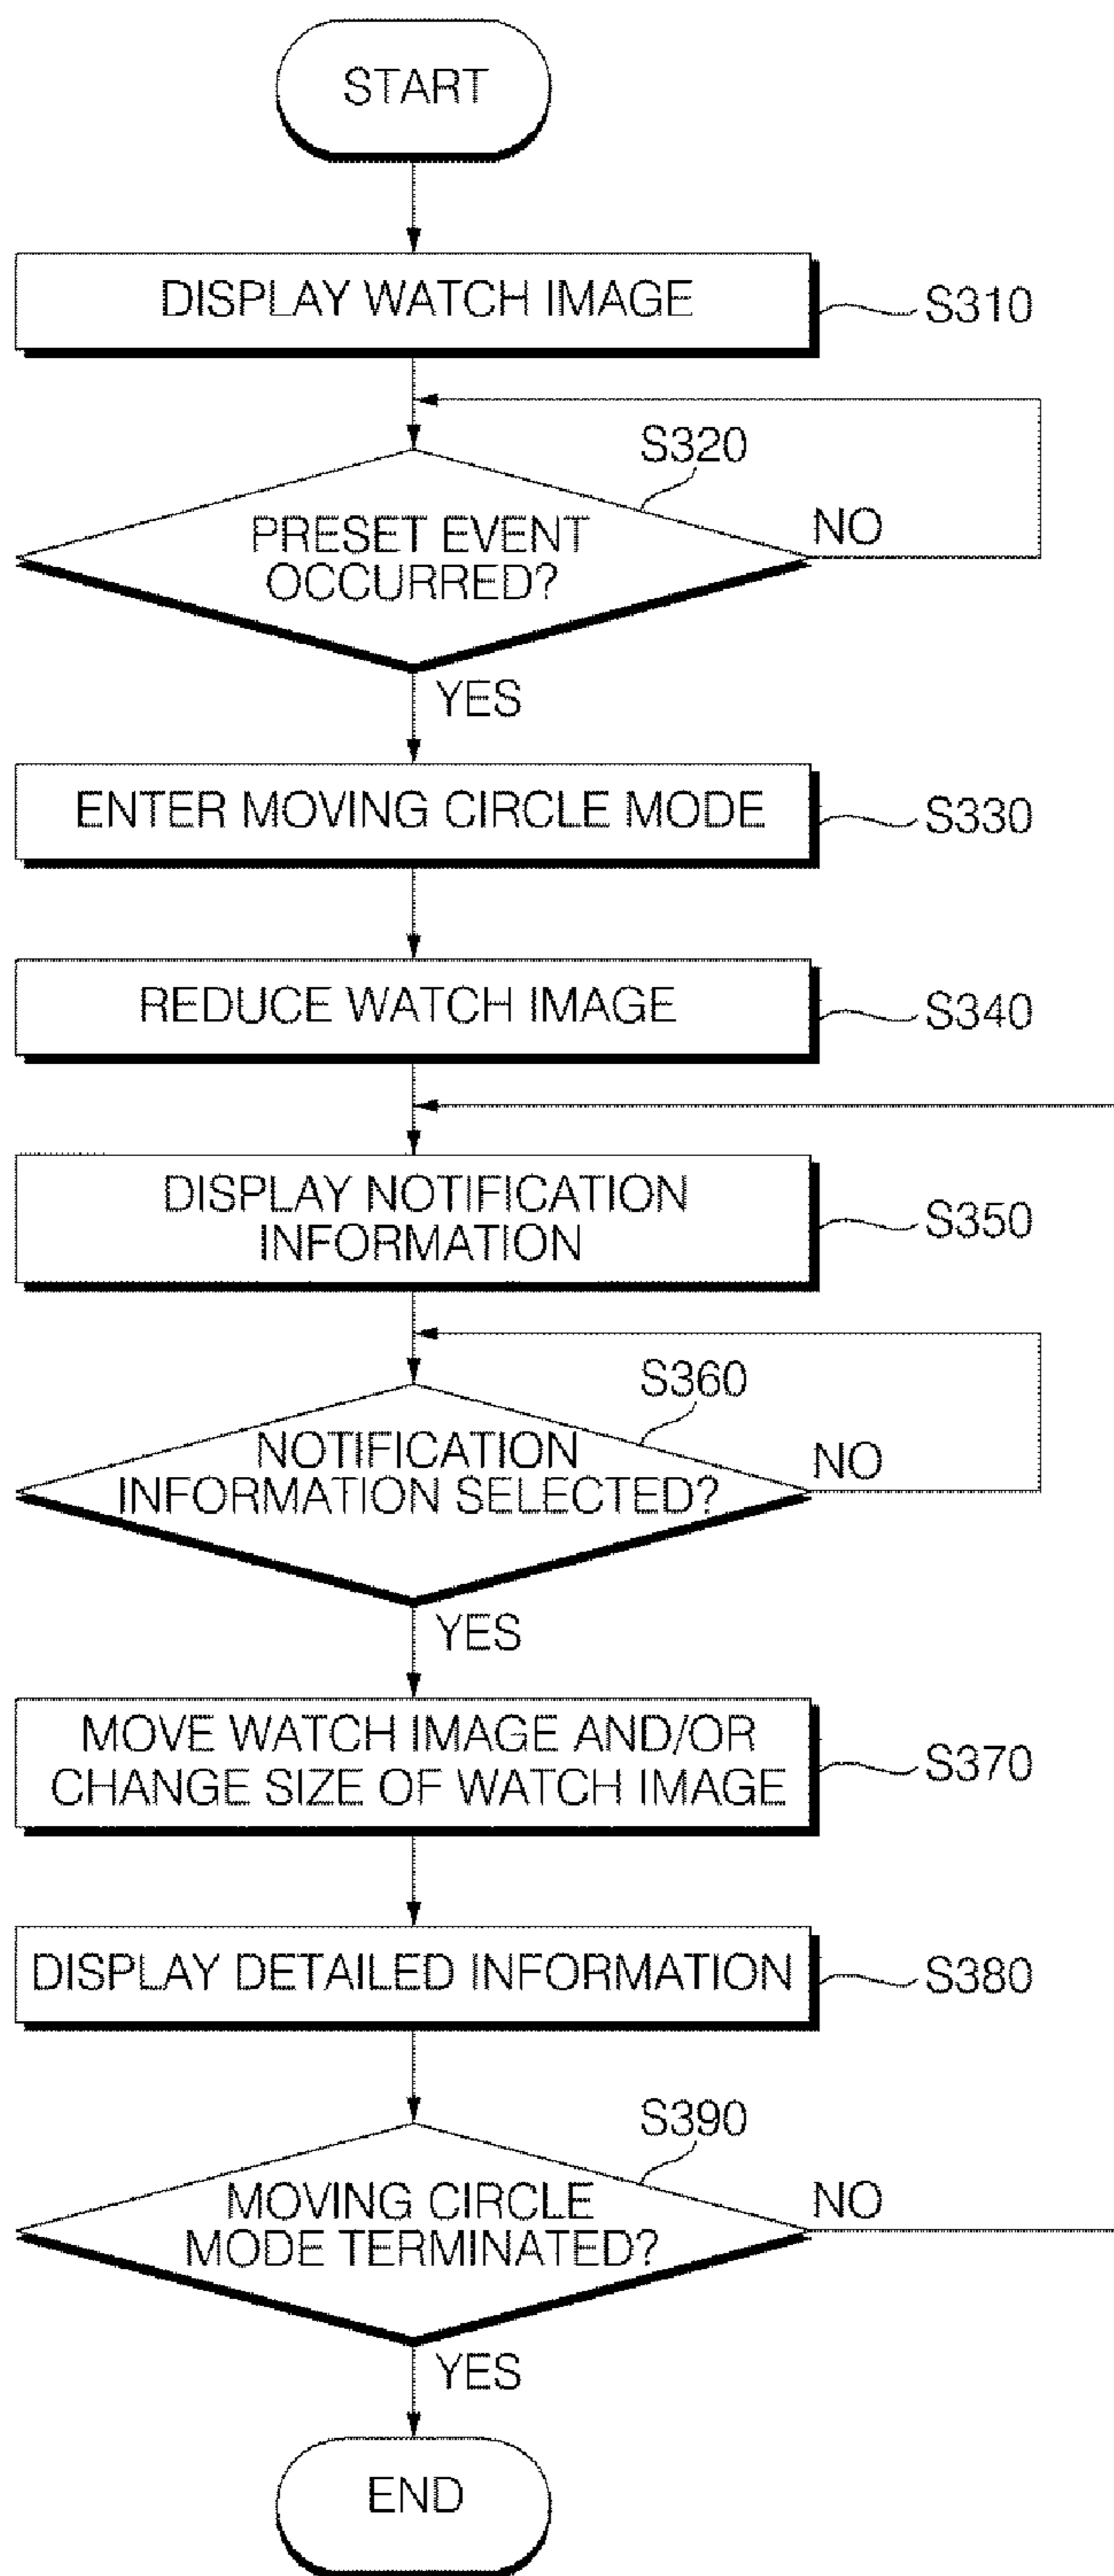 START
DISPLAY WATCH IMAGE
S310
S320
PRESET EVENT
OCCURRED?
NO
YES
ENTER MOVING CIRCLE MODE
S330
REDUCE WATCH IMAGE
S340
DISPLAY NOTIFICATION
INFORMATION
S350
S360
NOTIFICATION
INFORMATION SELECTED?
NO
YES
MOVE WATCH IMAGE AND/OR
CHANGE SIZE OF WATCH IMAGE
S370
DISPLAY DETAILED INFORMATION
S380
S390
MOVING CIRCLE
MODE TERMINATED?
NO
YES
END